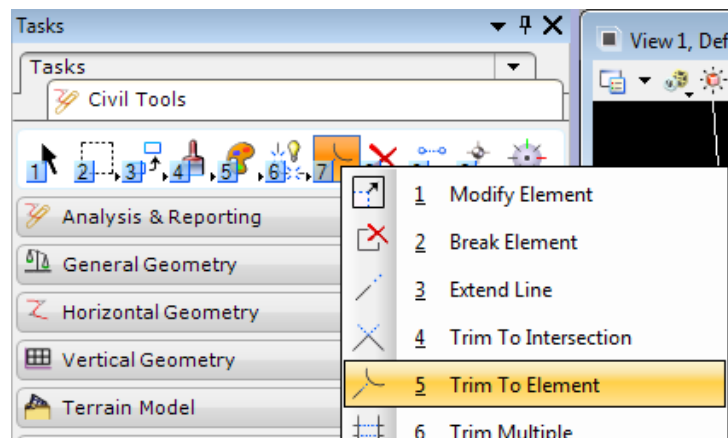 Tasks
View 1, Def
Tasks
Civil Tools
1 2 3 4 5 6 7
Analysis & Reporting
General Geometry
Horizontal Geometry
Vertical Geometry
Terrain Model
1 Modify Element
2 Break Element
3 Extend Line
4 Trim To Intersection
5 Trim To Element
6 Trim Multiple